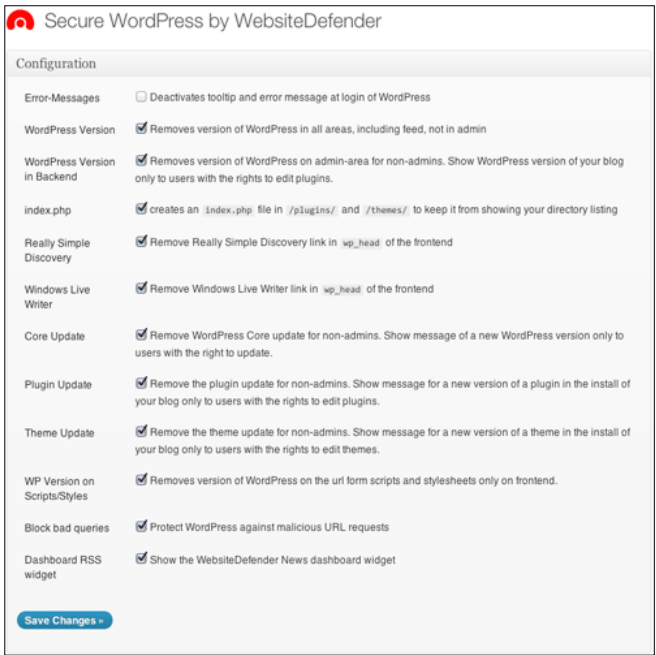 Secure WordPress by WebsiteDefender
Configuration
Error-Messages
Deactivates tooltip and error message at login of WordPress
WordPress Version
Removes version of WordPress in all areas, including feed, not in admin
WordPress Version
in Backend
Removes version of WordPress on admin-area for non-admins. Show WordPress version of your blog
only to users with the rights to edit plugins.
index.php
creates an index.php file in /plugins/ and /themes/ to keep it from showing your directory listing
Really Simple
Discovery
Remove Really Simple Discovery link in wp_head of the frontend
Windows Live
Writer
Remove Windows Live Writer link in wp_head of the frontend
Core Update
Remove WordPress Core update for non-admins. Show message of a new WordPress version only to
users with the right to update.
Plugin Update
Remove the plugin update for non-admins. Show message for a new version of a plugin in the install of
your blog only to users with the rights to edit plugins.
Theme Update
Remove the theme update for non-admins. Show message for a new version of a theme in the install of
your blog only to users with the rights to edit themes.
WP Version on
Scripts/Styles
Removes version of WordPress on the url form scripts and stylesheets only on frontend.
Block bad queries
Protect WordPress against malicious URL requests
Dashboard RSS
widget
Show the WebsiteDefender News dashboard widget
Save Changes »